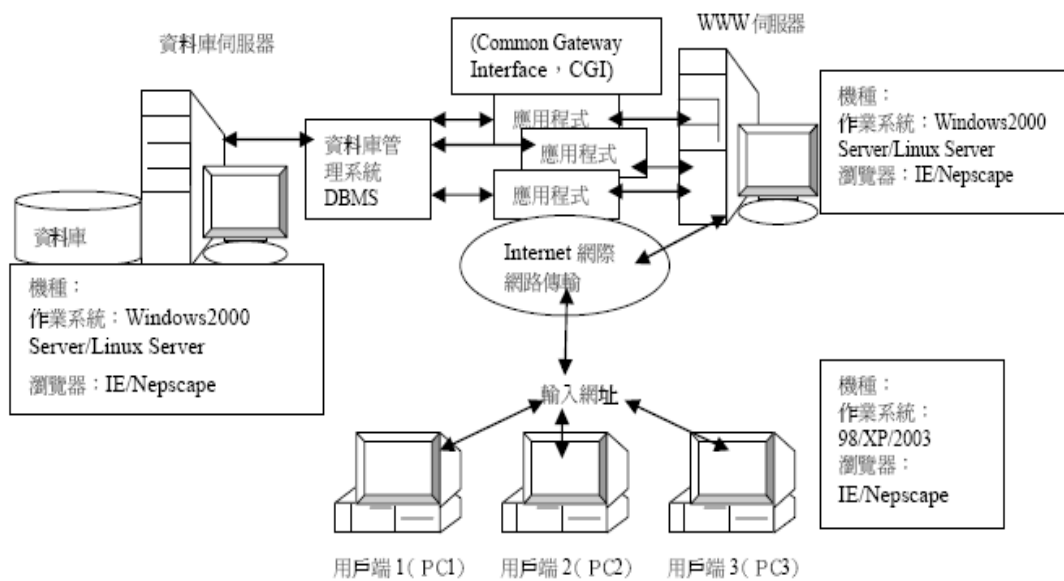 資料庫伺服器
(Common Gateway
Interface，CGI)
WWW 伺服器
應用程式
應用程式
應用程式
資料庫管
理系統
DBMS
機種：
作業系統：Windows2000
Server/Linux Server
瀏覽器：IE/Nepscape
資料庫
Internet 網際
網路傳輸
機種：
作業系統：Windows2000
Server/Linux Server
瀏覽器：IE/Nepscape
輸入網址
機種：
作業系統：
98/XP/2003
瀏覽器：
IE/Nepscape
用戶端 1( PC1)
用戶端 2( PC2)
用戶端 3( PC3)